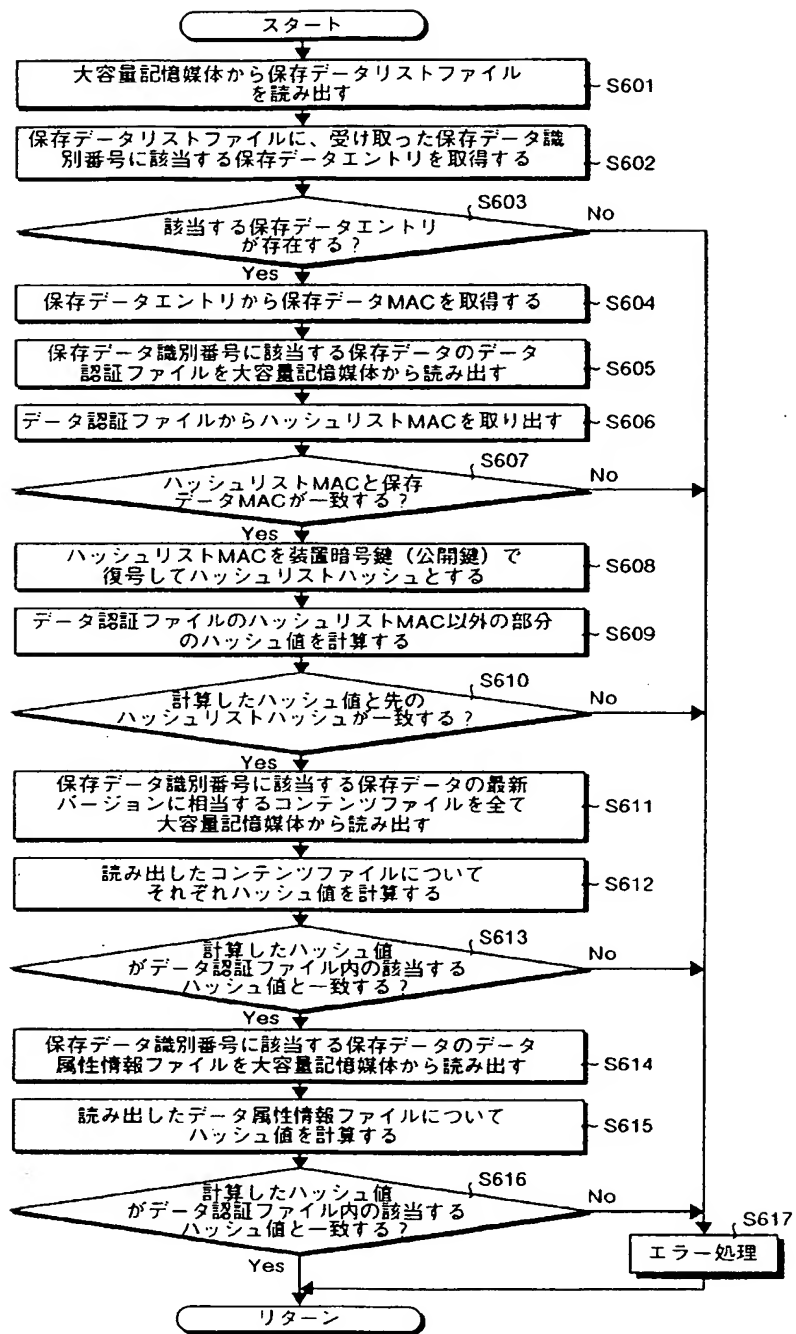 スタート
大容量記憶媒体から保存データリストファイル
を読み出す
S601
保存データリストファイルに、受け取った保存データ識
別番号に該当する保存データエントリを取得する
S602
S603
該当する保存データエントリ
が存在する？
No
Yes
保存データエントリから保存データMACを取得する
S604
保存データ識別番号に該当する保存データのデータ
認証ファイルを大容量記憶媒体から読み出す
S605
データ認証ファイルからハッシュリストMACを取り出す
S606
S607
ハッシュリストMACと保存
データMACが一致する？
No
Yes
ハッシュリストMACを装置暗号鍵（公開鍵）で
復号してハッシュリストハッシュとする
S608
データ認証ファイルのハッシュリストMAC以外の部分
のハッシュ値を計算する
S609
S610
計算したハッシュ値と先の
ハッシュリストハッシュが一致する？
No
Yes
保存データ識別番号に該当する保存データの最新
バージョンに相当するコンテンツファイルを全て
大容量記憶媒体から読み出す
S611
読み出したコンテンツファイルについて
それぞれハッシュ値を計算する
S612
S613
計算したハッシュ値
がデータ認証ファイル内の該当する
ハッシュ値と一致する？
No
Yes
保存データ識別番号に該当する保存データのデータ
属性情報ファイルを大容量記憶媒体から読み出す
S614
読み出したデータ属性情報ファイルについて
ハッシュ値を計算する
S615
S616
計算したハッシュ値
がデータ認証ファイル内の該当する
ハッシュ値と一致する？
No
Yes
S617
エラー処理
リターン